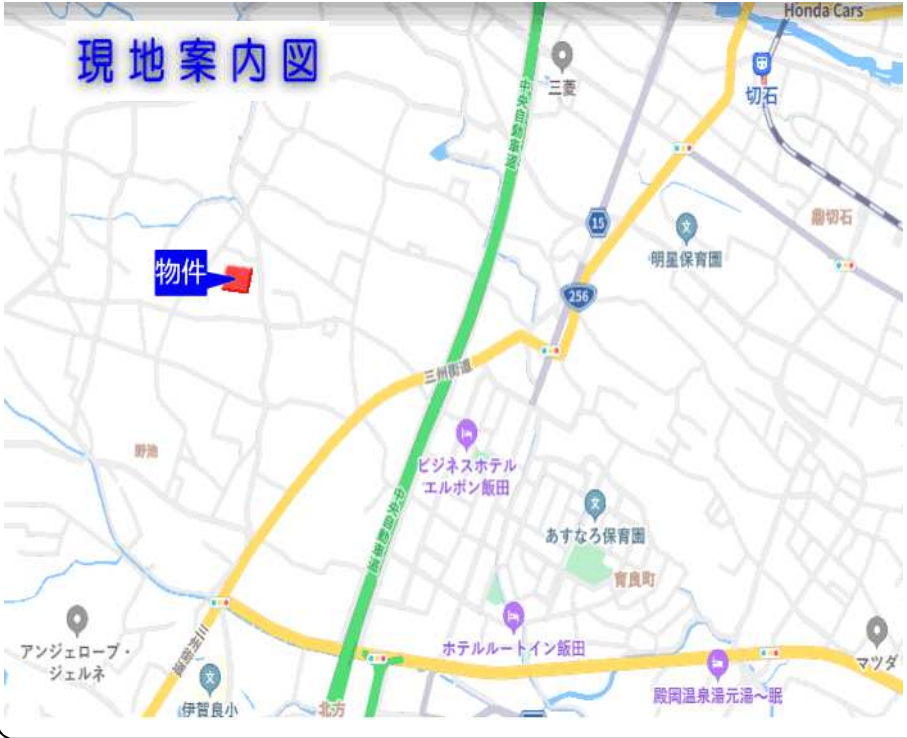 Honda Cars
現地案内図
三菱
切石
中央自動車道
15
鼎切石
明星保育園
物件
256
三州街道
野池
ビジネスホテル
エルボン飯田
中央自動車道
あすなろ保育園
育良町
アンジェローブ・
ジェルネ
三州街道
ホテルルートイン飯田
マツダ
殿岡温泉湯元湯~眠
伊賀良小
北方